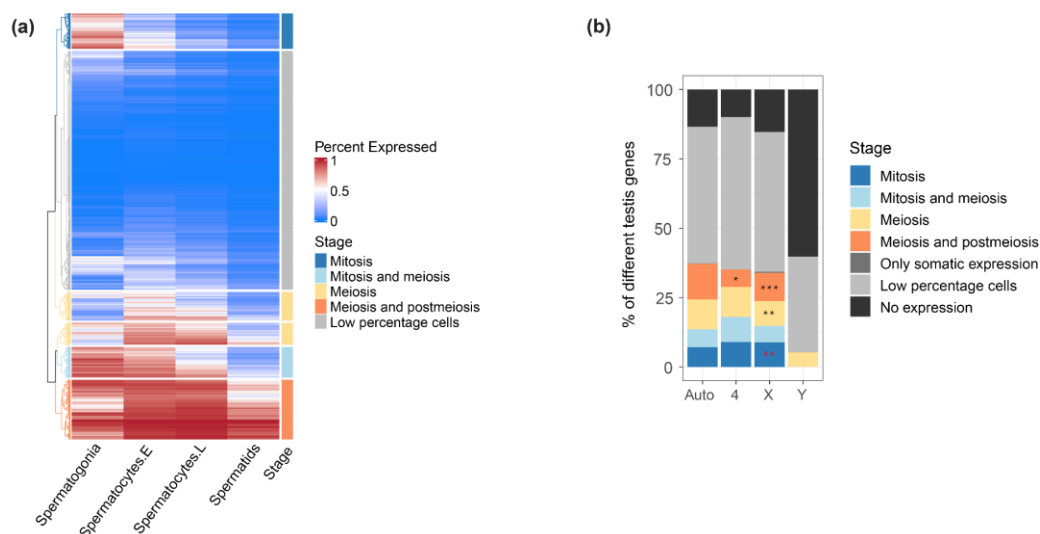 (a)
Percent Expressed
1
0.5
0
Stage
Mitosis
Mitosis and meiosis
Meiosis
Meiosis and postmeiosis
Low percentage cells
Spermatogonia
Spermatocytes.E
Spermatocytes.L
Spermatids
Stage
(b)
% of different testis genes
100
75
50
25
0
*
***
**
**
Auto 4 X Y
Stage
Mitosis
Mitosis and meiosis
Meiosis
Meiosis and postmeiosis
Only somatic expression
Low percentage cells
No expression